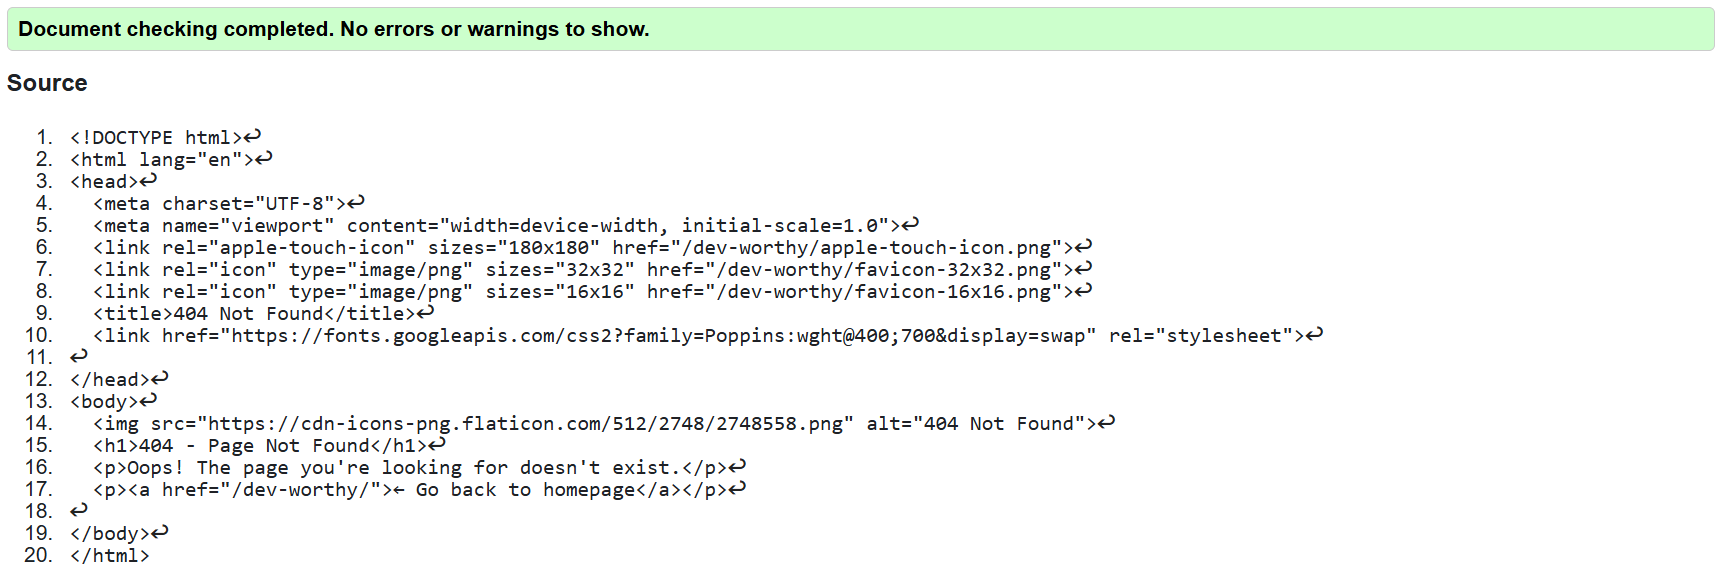 Document checking completed. No errors or warnings to show.
Source
1. <!DOCTYPE html>↩
2. <html lang="en">↩
3. <head>↩
4.   <meta charset="UTF-8">↩
5.   <meta name="viewport" content="width=device-width, initial-scale=1.0">↩
6.   <link rel="apple-touch-icon" sizes="180x180" href="/dev-worthy/apple-touch-icon.png">↩
7.   <link rel="icon" type="image/png" sizes="32x32" href="/dev-worthy/favicon-32x32.png">↩
8.   <link rel="icon" type="image/png" sizes="16x16" href="/dev-worthy/favicon-16x16.png">↩
9.   <title>404 Not Found</title>↩
10.   <link href="https://fonts.googleapis.com/css2?family=Poppins:wght@400;700&display=swap" rel="stylesheet">↩
11. ↩
12. </head>↩
13. <body>↩
14.   <img src="https://cdn-icons-png.flaticon.com/512/2748/2748558.png" alt="404 Not Found">↩
15.   <h1>404 - Page Not Found</h1>↩
16.   <p>Oops! The page you're looking for doesn't exist.</p>↩
17.   <p><a href="/dev-worthy/">← Go back to homepage</a></p>↩
18. ↩
19. </body>↩
20. </html>